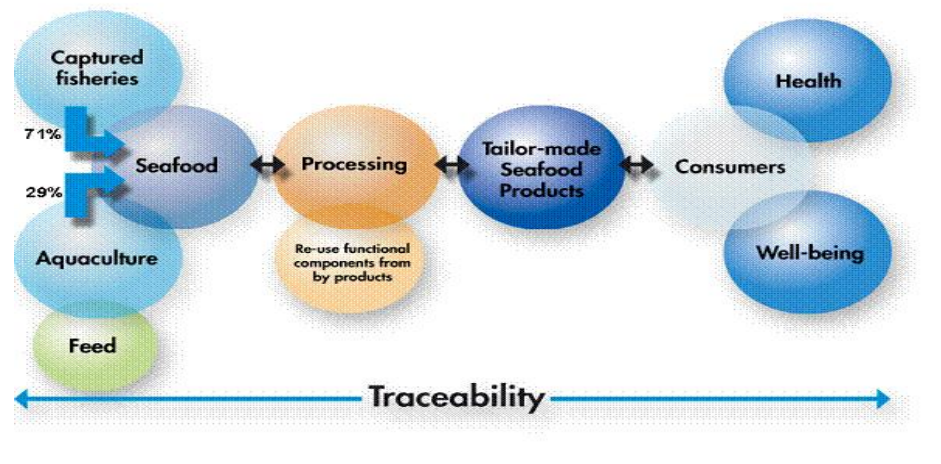 Captured
fisheries
71%
Seafood
29%
Aquaculture
Feed
Processing
Re-use functional
components from
by products
Tailor-made
Seafood
Products
Consumers
Health
Well-being
Traceability